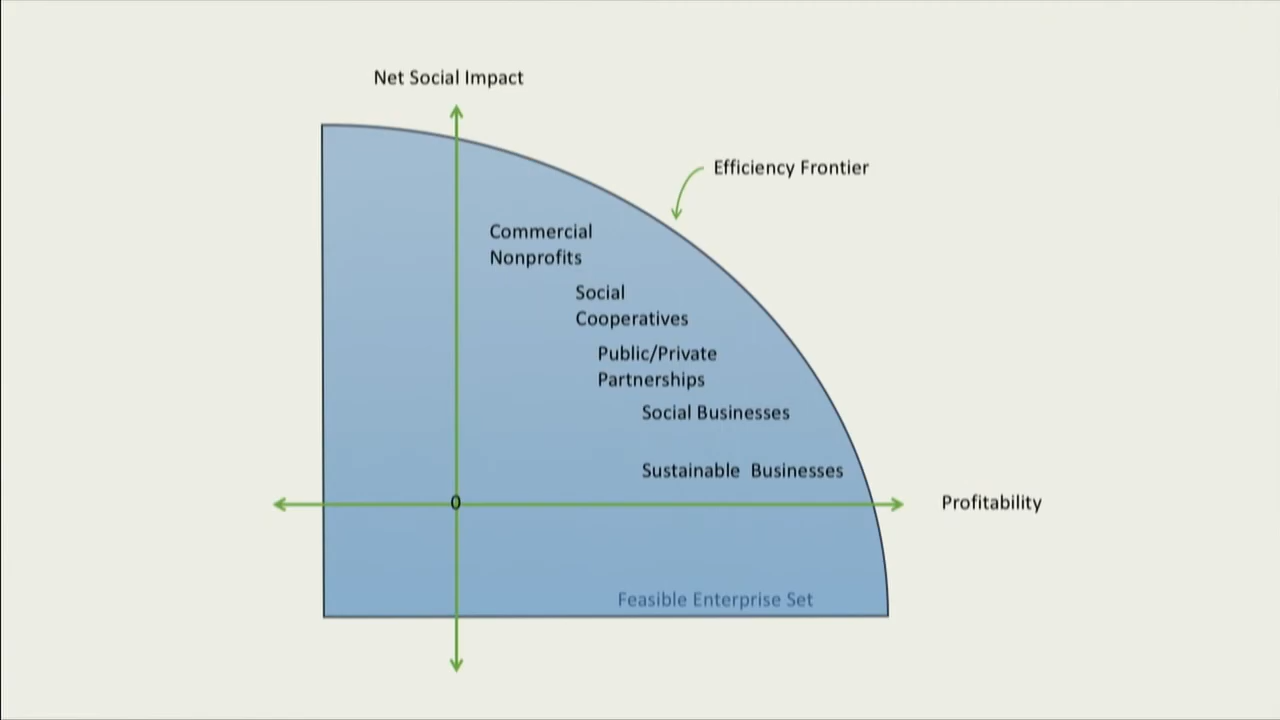 Net Social Impact
Efficiency Frontier
Commercial
Nonprofits
Social
Cooperatives
Public/Private
Partnerships
Social Businesses
Sustainable  Businesses
0
Profitability
Feasible Enterprise Set